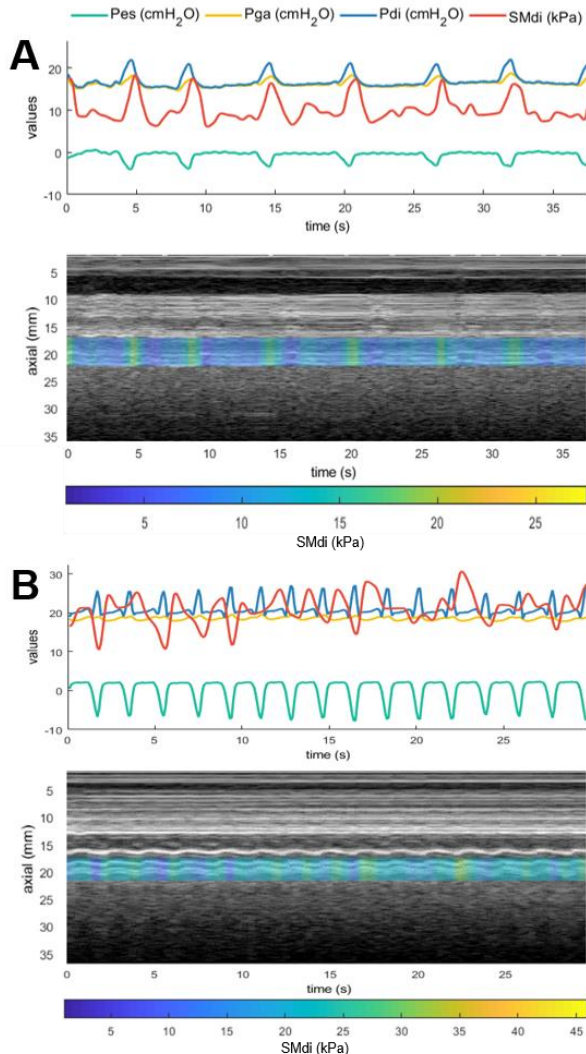 Pes (cmH₂O) Pga (cmH₂O) Pdi (cmH₂O) SMdi (kPa)
A
values
20
10
0
-10
0 5 10 15 20 25 30 35
time (s)
axial (mm)
5
10
15
20
25
30
35
0 5 10 15 20 25 30 35
time (s)
5 10 15 20 25
SMdi (kPa)
B
values
30
20
10
0
-10
0 5 10 15 20 25
time (s)
axial (mm)
5
10
15
20
25
30
35
0 5 10 15 20 25
time (s)
5 10 15 20 25 30 35 40 45
SMdi (kPa)